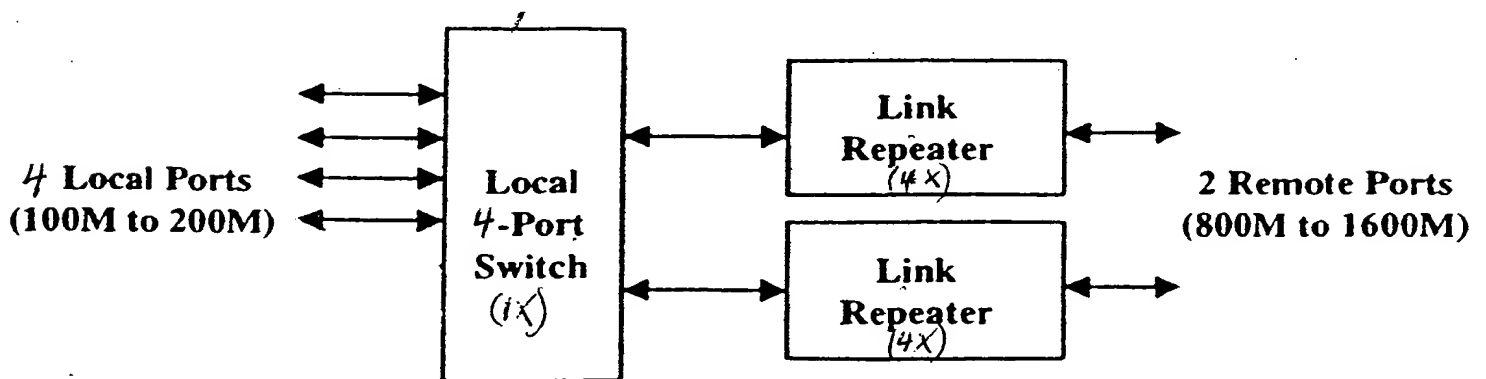 4 Local Ports
(100M to 200M)
Local
4-Port
Switch
(1X)
Link
Repeater
(4X)
Link
Repeater
(4X)
2 Remote Ports
(800M to 1600M)